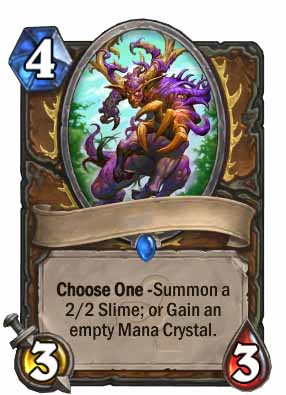 4
Choose One -Summon a
2/2 Slime; or Gain an
empty Mana Crystal.
3
3